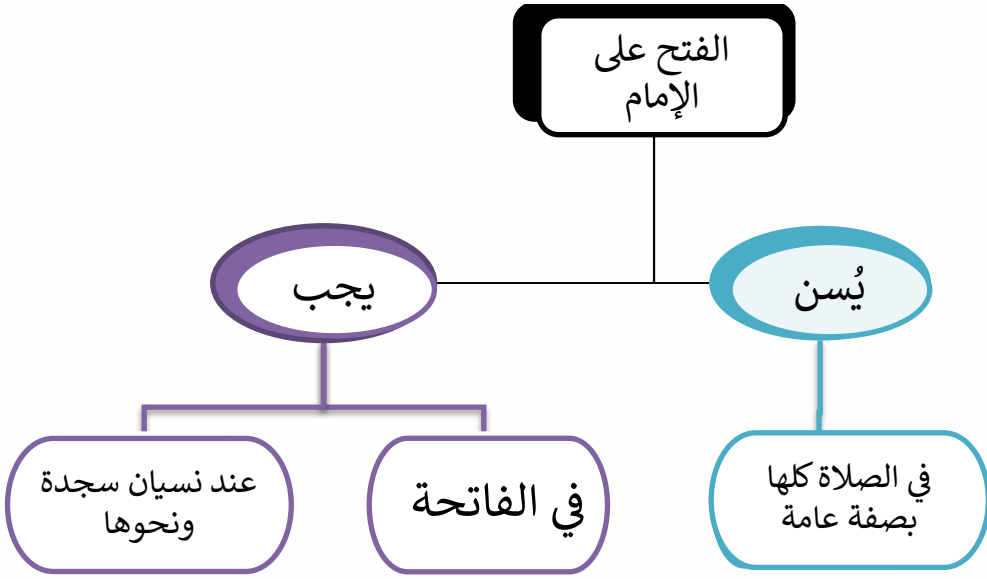 الفتح على
الإمام
يُسن
يجب
في الصلاة كلها
بصفة عامة
في الفاتحة
عند نسيان سجدة
ونحوها